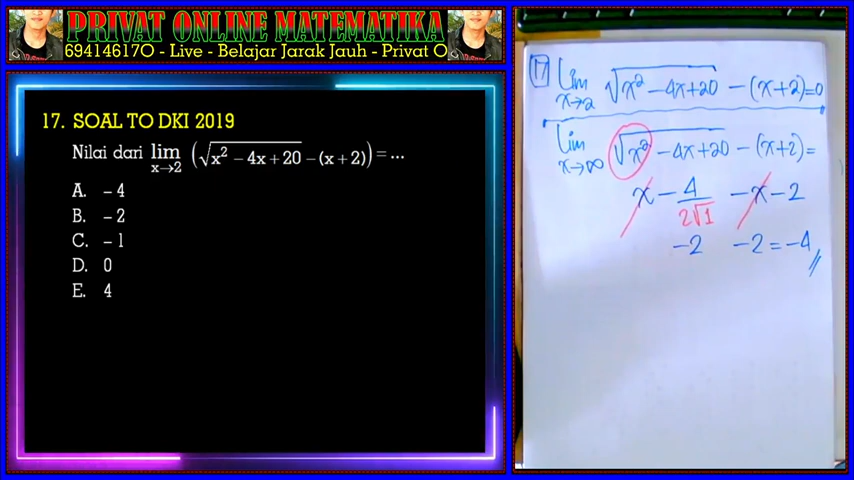 PRIVAT ONLINE MATEMATIKA
694146170 - Live - Belajar Jarak Jauh - Privat O
17. SOAL TO DKI 2019
Nilai dari lim x→2 (√(x² − 4x + 20) − (x + 2)) = ...
A. − 4
B. − 2
C. − 1
D. 0
E. 4
17 Lim x→2 √(x² − 4x + 20) − (x + 2) = 0
Lim x→∞ √(x² − 4x + 20) − (x + 2) =
x − 4/(2√1) − x − 2
−2 −2 = −4 //